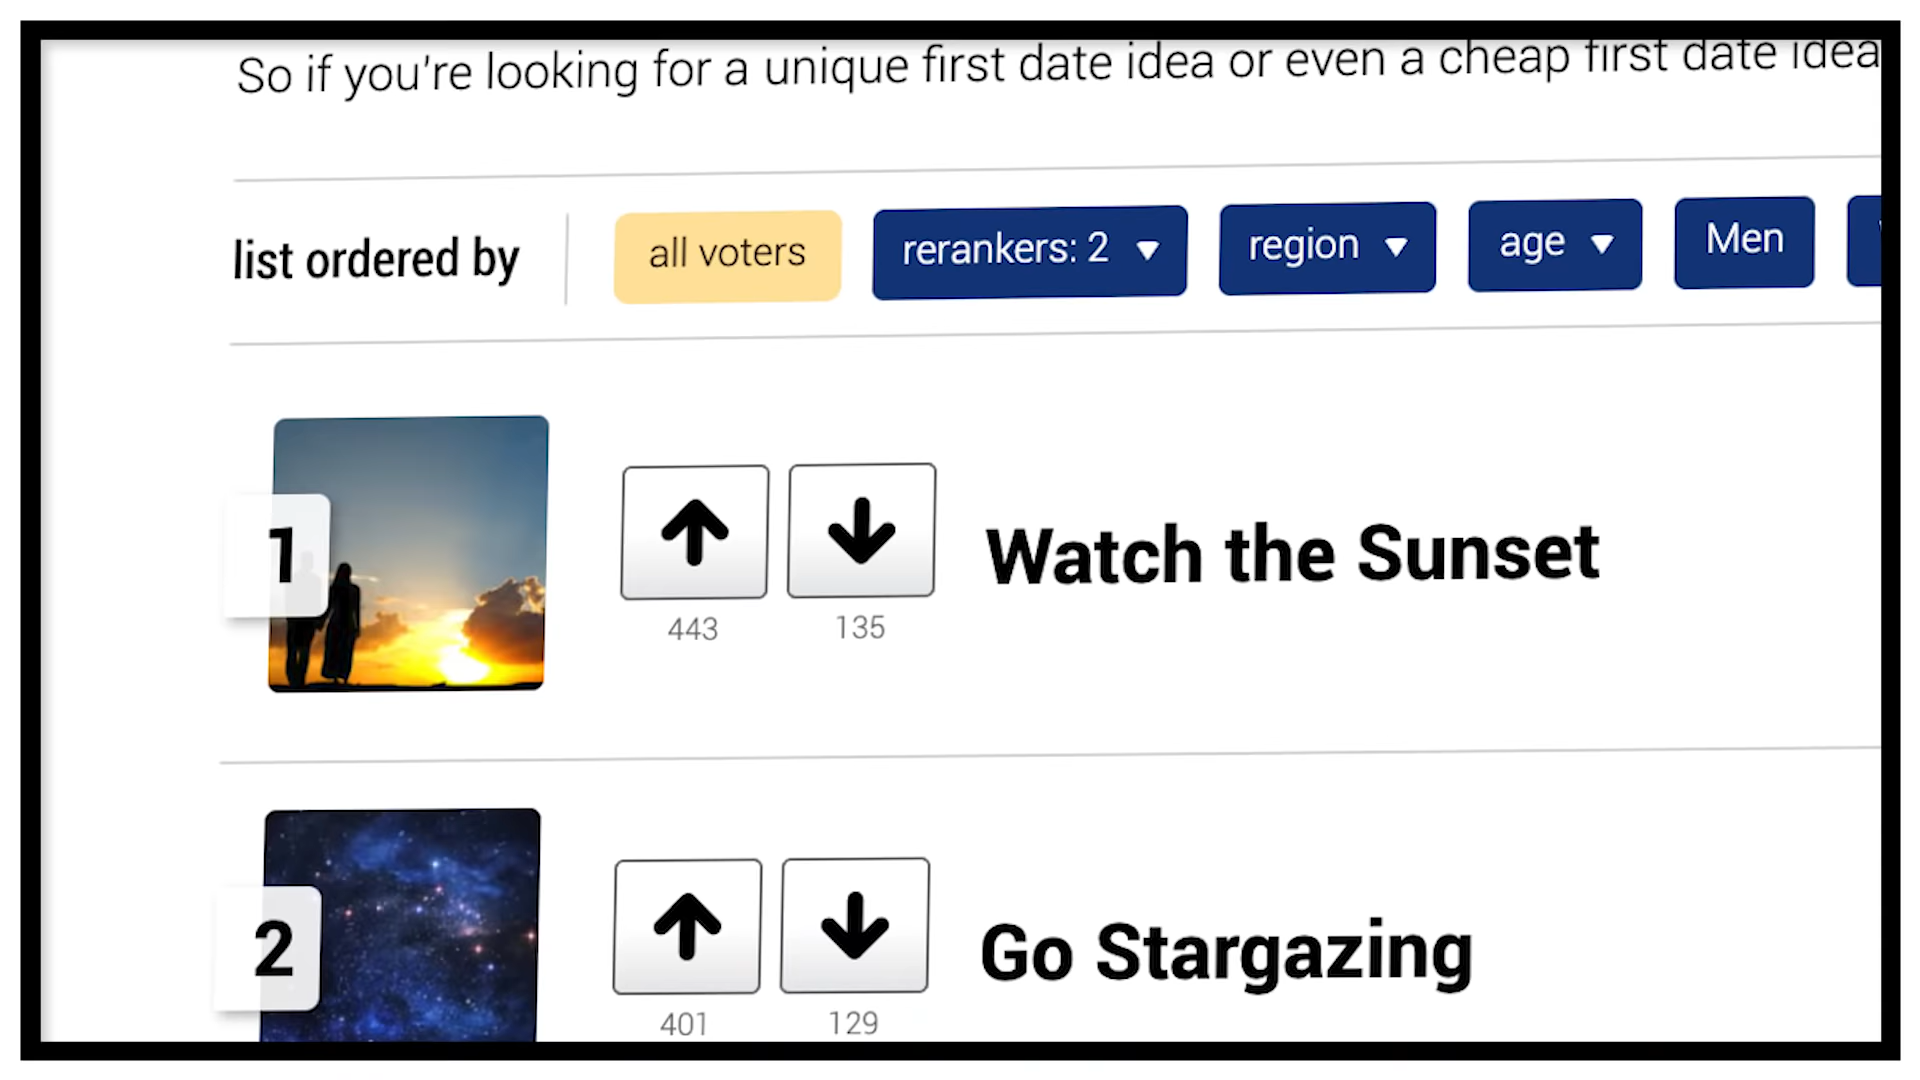 So if you're looking for a unique first date idea or even a cheap first date idea
list ordered by
all voters
rerankers: 2
region
age
Men
1
443
135
Watch the Sunset
2
401
129
Go Stargazing